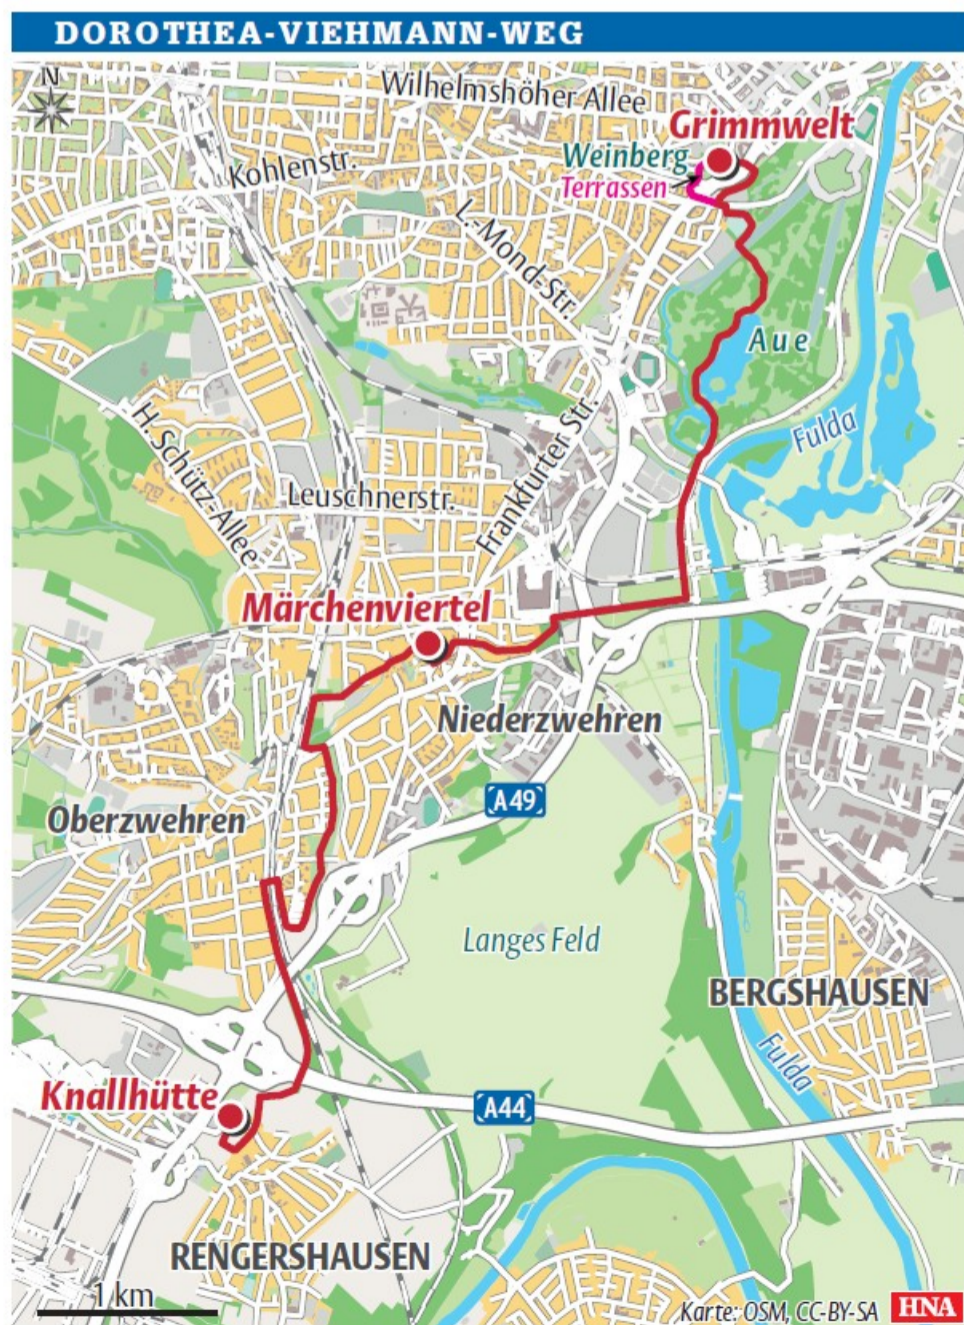 DOROTHEA-VIEHMANN-WEG
N
Wilhelmshöher Allee
Grimmwelt
Weinberg
Terrassen
Kohlenstr.
L.-Mond-Str.
Aue
Fulda
H.-Schütz-Allee
Frankfurter Str.
Leuschnerstr.
Märchenviertel
Niederzwehren
A49
Oberzwehren
Langes Feld
BERGSHAUSEN
Fulda
Knallhütte
A44
RENGERSHAUSEN
1 km
Karte: OSM, CC-BY-SA
HNA